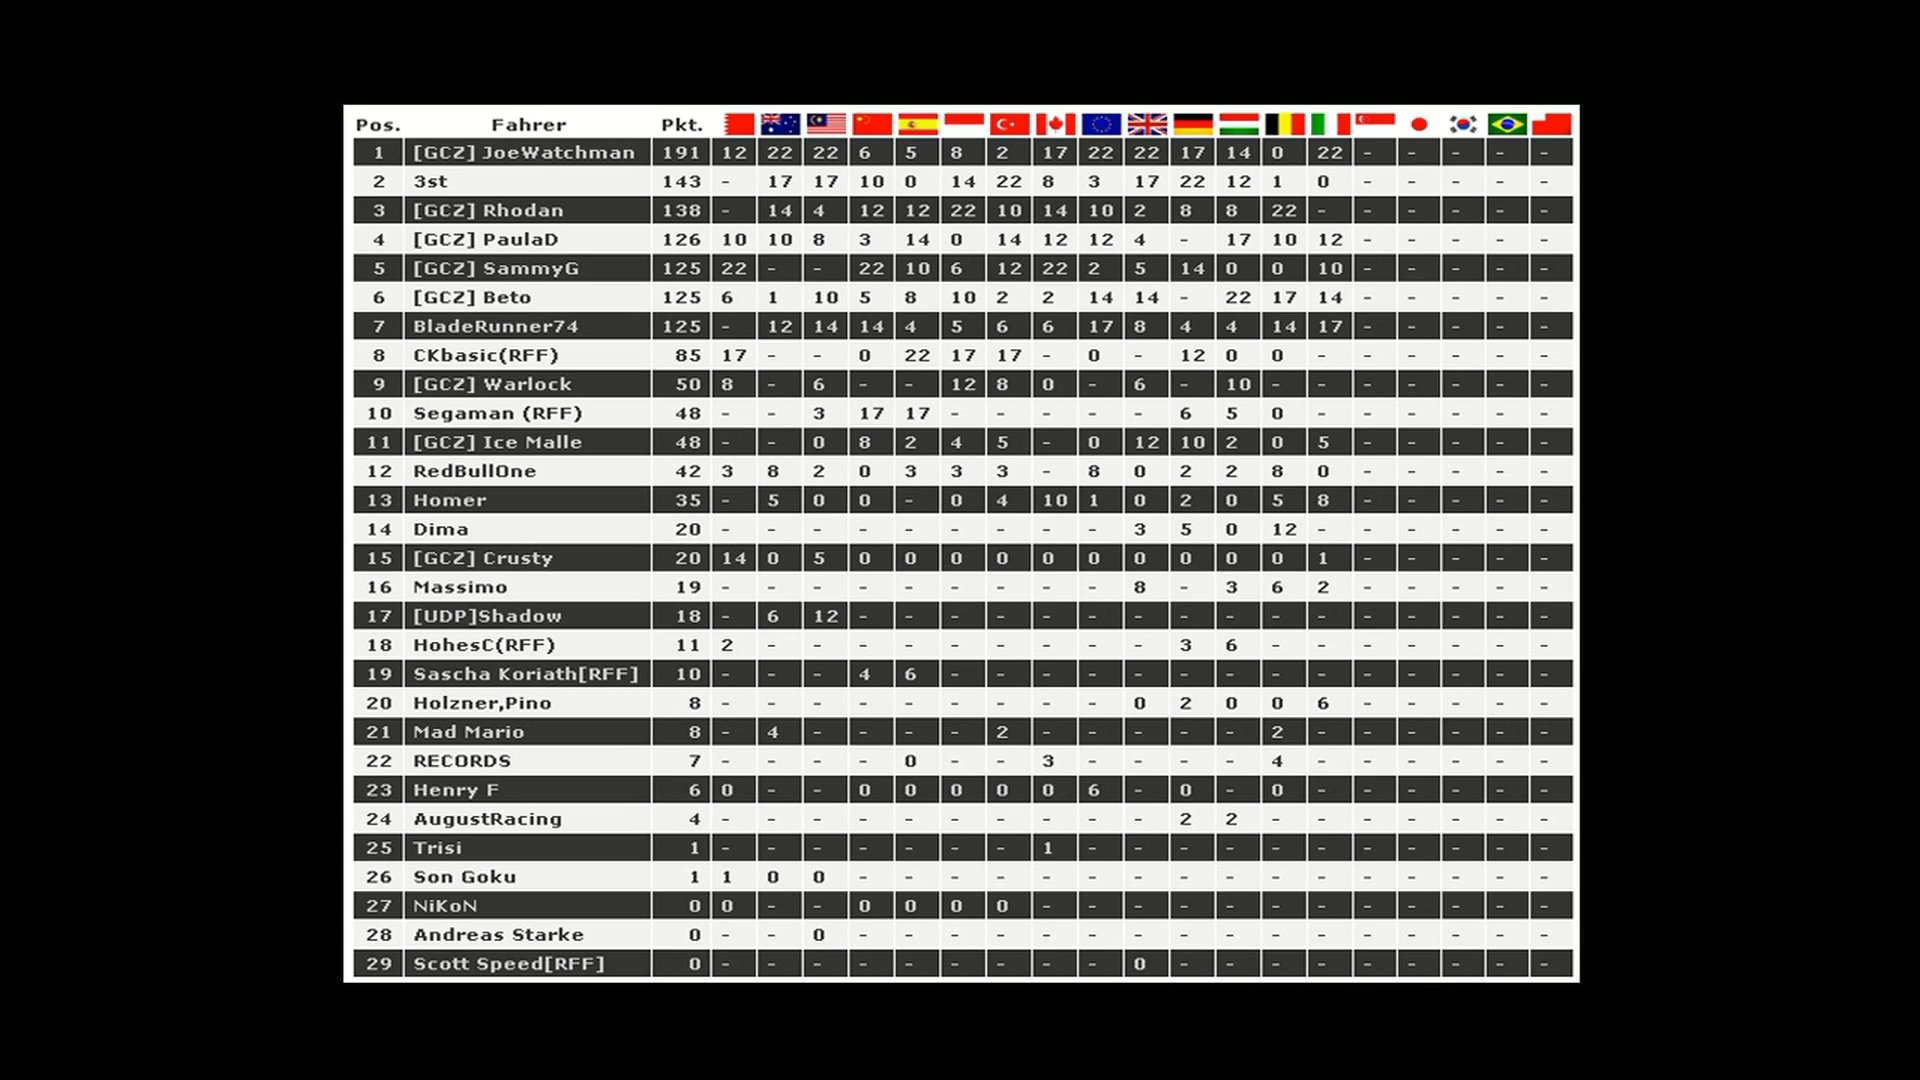 Pos. Fahrer Pkt.
1 [GCZ] JoeWatchman 191 12 22 22 6 5 8 2 17 22 22 17 14 0 22 - - - - -
2 3st 143 - 17 17 10 0 14 22 8 3 17 22 12 1 0 - - - - -
3 [GCZ] Rhodan 138 - 14 4 12 12 22 10 14 10 2 8 8 22 - - - - - -
4 [GCZ] PaulaD 126 10 10 8 3 14 0 14 12 12 4 - 17 10 12 - - - - -
5 [GCZ] SammyG 125 22 - - 22 10 6 12 22 2 5 14 0 0 10 - - - - -
6 [GCZ] Beto 125 6 1 10 5 8 10 2 2 14 14 - 22 17 14 - - - - -
7 BladeRunner74 125 - 12 14 14 4 5 6 6 17 8 4 4 14 17 - - - - -
8 CKbasic(RFF) 85 17 - - 0 22 17 17 - 0 - 12 0 0 - - - - - -
9 [GCZ] Warlock 50 8 - 6 - - 12 8 0 - 6 - 10 - - - - - - -
10 Segaman (RFF) 48 - - 3 17 17 - - - - - 6 5 0 - - - - - -
11 [GCZ] Ice Malle 48 - - 0 8 2 4 5 - 0 12 10 2 0 5 - - - - -
12 RedBullOne 42 3 8 2 0 3 3 3 - 8 0 2 2 8 0 - - - - -
13 Homer 35 - 5 0 0 - 0 4 10 1 0 2 0 5 8 - - - - -
14 Dima 20 - - - - - - - - - 3 5 0 12 - - - - - -
15 [GCZ] Crusty 20 14 0 5 0 0 0 0 0 0 0 0 0 0 1 - - - - -
16 Massimo 19 - - - - - - - - - 8 - 3 6 2 - - - - -
17 [UDP]Shadow 18 - 6 12 - - - - - - - - - - - - - - - -
18 HohesC(RFF) 11 2 - - - - - - - - - 3 6 - - - - - - -
19 Sascha Koriath[RFF] 10 - - - 4 6 - - - - - - - - - - - - - -
20 Holzner,Pino 8 - - - - - - - - - 0 2 0 0 6 - - - - -
21 Mad Mario 8 - 4 - - - - 2 - - - - - 2 - - - - - -
22 RECORDS 7 - - - - 0 - - 3 - - - - 4 - - - - - -
23 Henry F 6 0 - - 0 0 0 0 0 6 - 0 - 0 - - - - - -
24 AugustRacing 4 - - - - - - - - - - 2 2 - - - - - - -
25 Trisi 1 - - - - - - - 1 - - - - - - - - - - -
26 Son Goku 1 1 0 0 - - - - - - - - - - - - - - - -
27 NiKoN 0 0 - - 0 0 0 0 - - - - - - - - - - - -
28 Andreas Starke 0 - - 0 - - - - - - - - - - - - - - - -
29 Scott Speed[RFF] 0 - - - - - - - - - 0 - - - - - - - - -